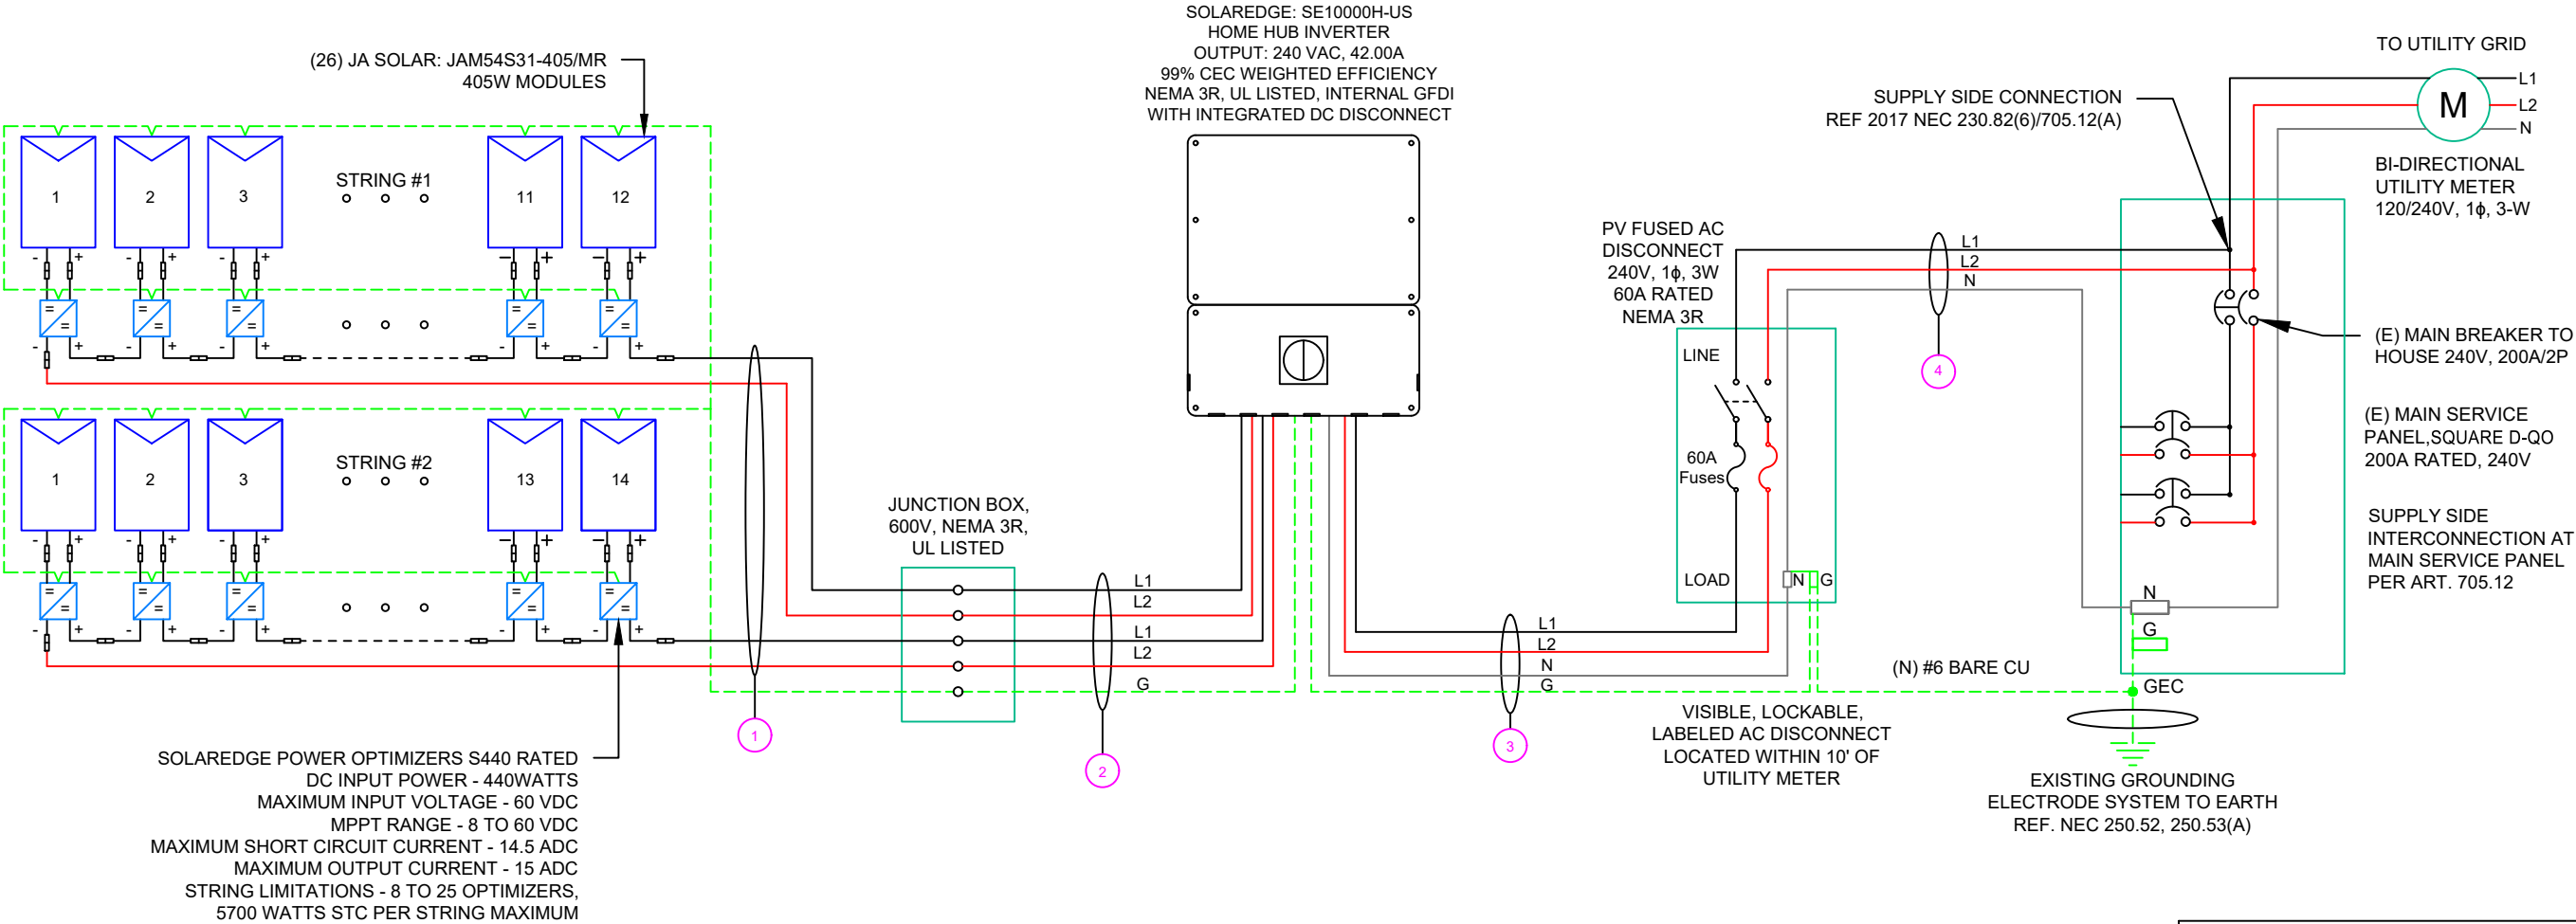 SOLAREDGE: SE10000H-US
HOME HUB INVERTER
OUTPUT: 240 VAC, 42.00A
99% CEC WEIGHTED EFFICIENCY
NEMA 3R, UL LISTED, INTERNAL GFDI
WITH INTEGRATED DC DISCONNECT
(26) JA SOLAR: JAM54S31-405/MR
405W MODULES
TO UTILITY GRID
L1
L2
N
M
SUPPLY SIDE CONNECTION
REF 2017 NEC 230.82(6)/705.12(A)
BI-DIRECTIONAL
UTILITY METER
120/240V, 1ϕ, 3-W
STRING #1
1
2
3
11
12
- +
- +
- +
- +
- +
= =
= =
= =
= =
= =
- +
- +
- +
- +
- +
STRING #2
1
2
3
13
14
- +
- +
- +
- +
- +
= =
= =
= =
= =
= =
- +
- +
- +
- +
- +
1
SOLAREDGE POWER OPTIMIZERS S440 RATED
DC INPUT POWER - 440WATTS
MAXIMUM INPUT VOLTAGE - 60 VDC
MPPT RANGE - 8 TO 60 VDC
MAXIMUM SHORT CIRCUIT CURRENT - 14.5 ADC
MAXIMUM OUTPUT CURRENT - 15 ADC
STRING LIMITATIONS - 8 TO 25 OPTIMIZERS,
5700 WATTS STC PER STRING MAXIMUM
JUNCTION BOX,
600V, NEMA 3R,
UL LISTED
L1
L2
L1
L2
G
2
L1
L2
N
G
3
PV FUSED AC
DISCONNECT
240V, 1ϕ, 3W
60A RATED
NEMA 3R
LINE
60A
Fuses
LOAD
N
G
VISIBLE, LOCKABLE,
LABELED AC DISCONNECT
LOCATED WITHIN 10' OF
UTILITY METER
L1
L2
N
4
(E) MAIN BREAKER TO
HOUSE 240V, 200A/2P
(E) MAIN SERVICE
PANEL,SQUARE D-QO
200A RATED, 240V
SUPPLY SIDE
INTERCONNECTION AT
MAIN SERVICE PANEL
PER ART. 705.12
N
G
(N) #6 BARE CU
GEC
EXISTING GROUNDING
ELECTRODE SYSTEM TO EARTH
REF. NEC 250.52, 250.53(A)